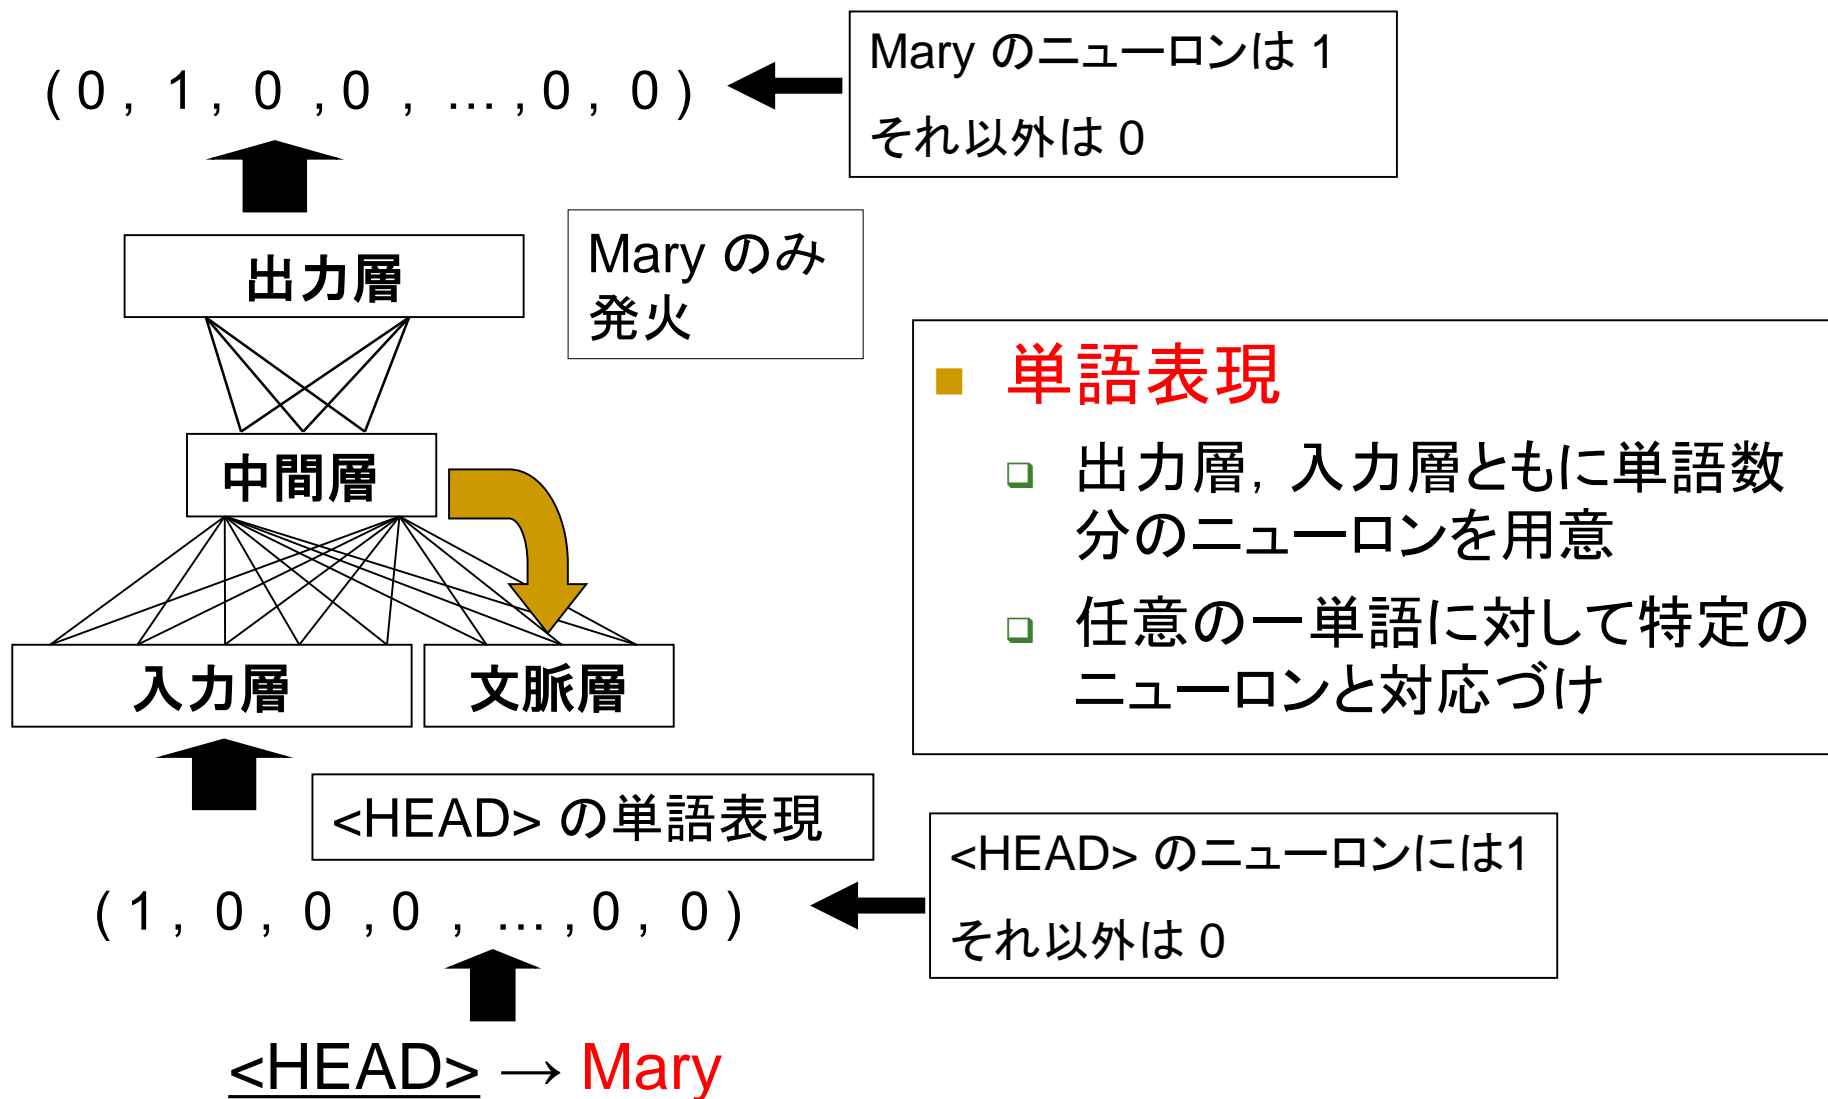 ( 0 , 1 , 0 , 0 , … , 0 , 0 )
Mary のニューロンは 1
それ以外は 0
出力層
Mary のみ
発火
中間層
入力層
文脈層
■ 単語表現
❑ 出力層, 入力層ともに単語数
分のニューロンを用意
❑ 任意の一単語に対して特定の
ニューロンと対応づけ
<HEAD> の単語表現
( 1 , 0 , 0 , 0 , … , 0 , 0 )
<HEAD> のニューロンには1
それ以外は 0
<HEAD> → Mary